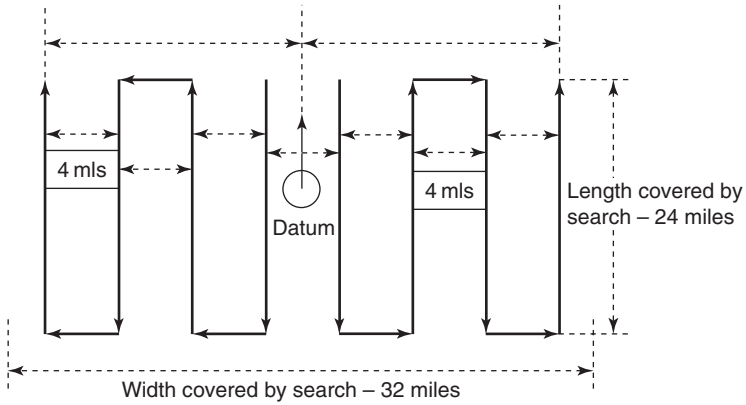 4 mls
4 mls
Datum
Length covered by
search – 24 miles
Width covered by search – 32 miles